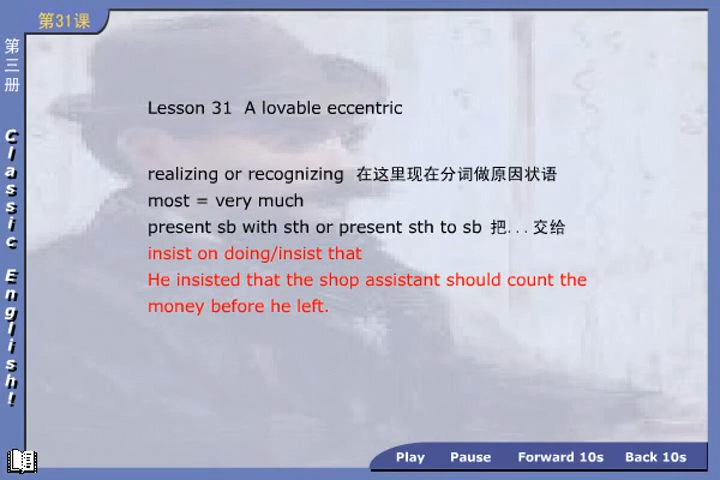 第31课
第三册
Classic English!
Lesson 31 A lovable eccentric
realizing or recognizing 在这里现在分词做原因状语
most = very much
present sb with sth or present sth to sb 把...交给
insist on doing/insist that
He insisted that the shop assistant should count the
money before he left.
Play Pause Forward 10s Back 10s